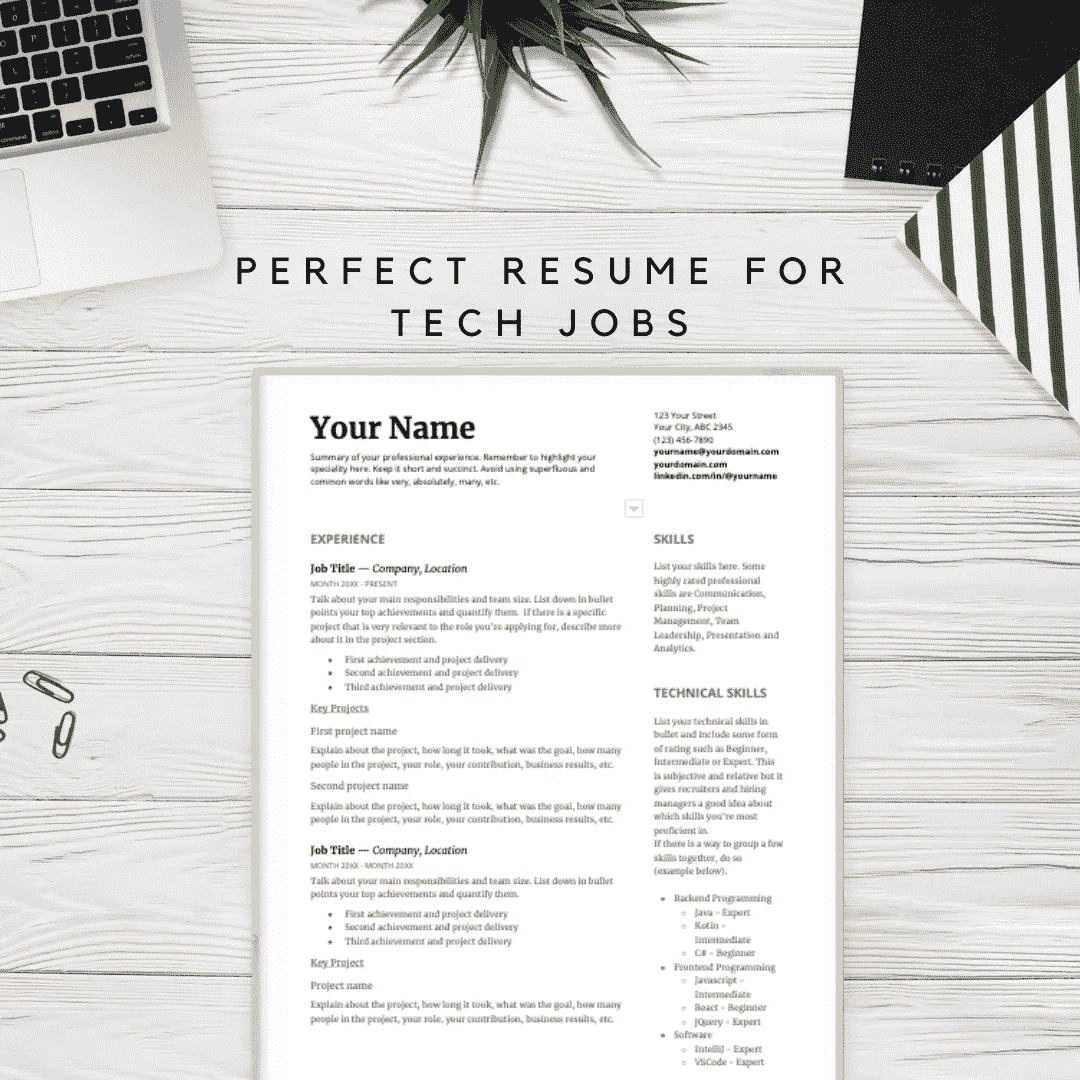 PERFECT RESUME FOR
TECH JOBS
Your Name
Summary of your professional experience. Remember to highlight your
speciality here. Keep it short and succinct. Avoid using superfluous and
common words like very, absolutely, many, etc.
123 Your Street
Your City, ABC 2345
(123) 456-7890
yourname@yourdomain.com
yourdomain.com
linkedin.com/in/@yourname
EXPERIENCE
Job Title — Company, Location
MONTH 20XX - PRESENT
Talk about your main responsibilities and team size. List down in bullet
points your top achievements and quantify them. If there is a specific
project that is very relevant to the role you're applying for, describe more
about it in the project section.
● First achievement and project delivery
● Second achievement and project delivery
● Third achievement and project delivery
Key Projects
First project name
Explain about the project, how long it took, what was the goal, how many
people in the project, your role, your contribution, business results, etc.
Second project name
Explain about the project, how long it took, what was the goal, how many
people in the project, your role, your contribution, business results, etc.
Job Title — Company, Location
MONTH 20XX - MONTH 20XX
Talk about your main responsibilities and team size. List down in bullet
points your top achievements and quantify them.
● First achievement and project delivery
● Second achievement and project delivery
● Third achievement and project delivery
Key Project
Project name
Explain about the project, how long it took, what was the goal, how many
people in the project, your role, your contribution, business results, etc.
SKILLS
List your skills here. Some
highly rated professional
skills are Communication,
Planning, Project
Management, Team
Leadership, Presentation and
Analytics.
TECHNICAL SKILLS
List your technical skills in
bullet and include some form
of rating such as Beginner,
Intermediate or Expert. This
is subjective and relative but it
gives recruiters and hiring
managers a good idea about
which skills you're most
proficient in.
If there is a way to group a few
skills together, do so
(example below).
● Backend Programming
○ Java - Expert
○ Kotin -
Intermediate
○ C# - Beginner
● Frontend Programming
○ Javascript -
Intermediate
○ React - Beginner
○ JQuery - Expert
● Software
○ IntelliJ - Expert
○ VSCode - Expert